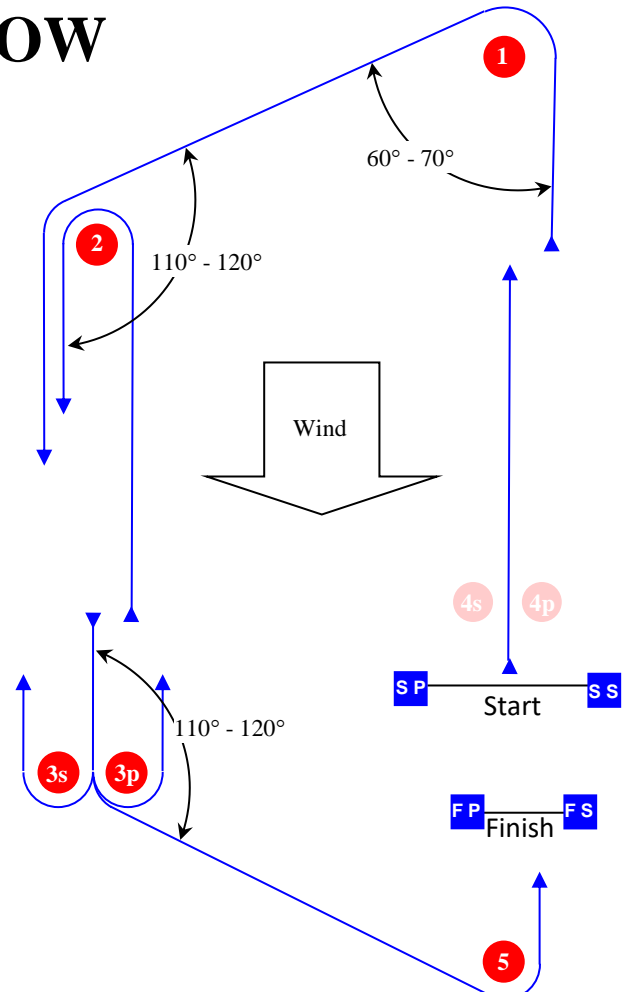 OW
1
60° - 70°
2
110° - 120°
Wind
4s 4p
S P
S S
Start
110° - 120°
3s 3p
F P
F S
Finish
5